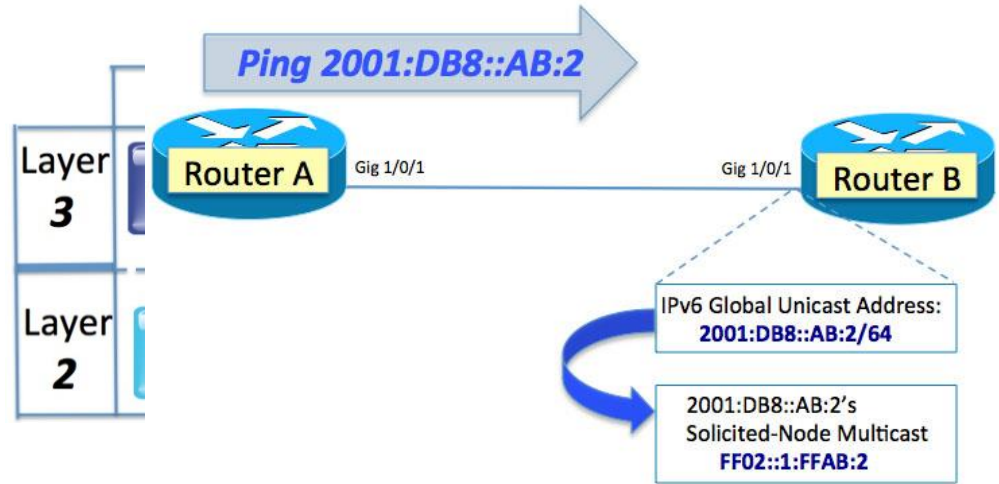 Ping 2001:DB8::AB:2
Layer
3
Router A
Gig 1/0/1
Gig 1/0/1
Router B
Layer
2
IPv6 Global Unicast Address:
2001:DB8::AB:2/64
2001:DB8::AB:2's
Solicited-Node Multicast
FF02::1:FFAB:2